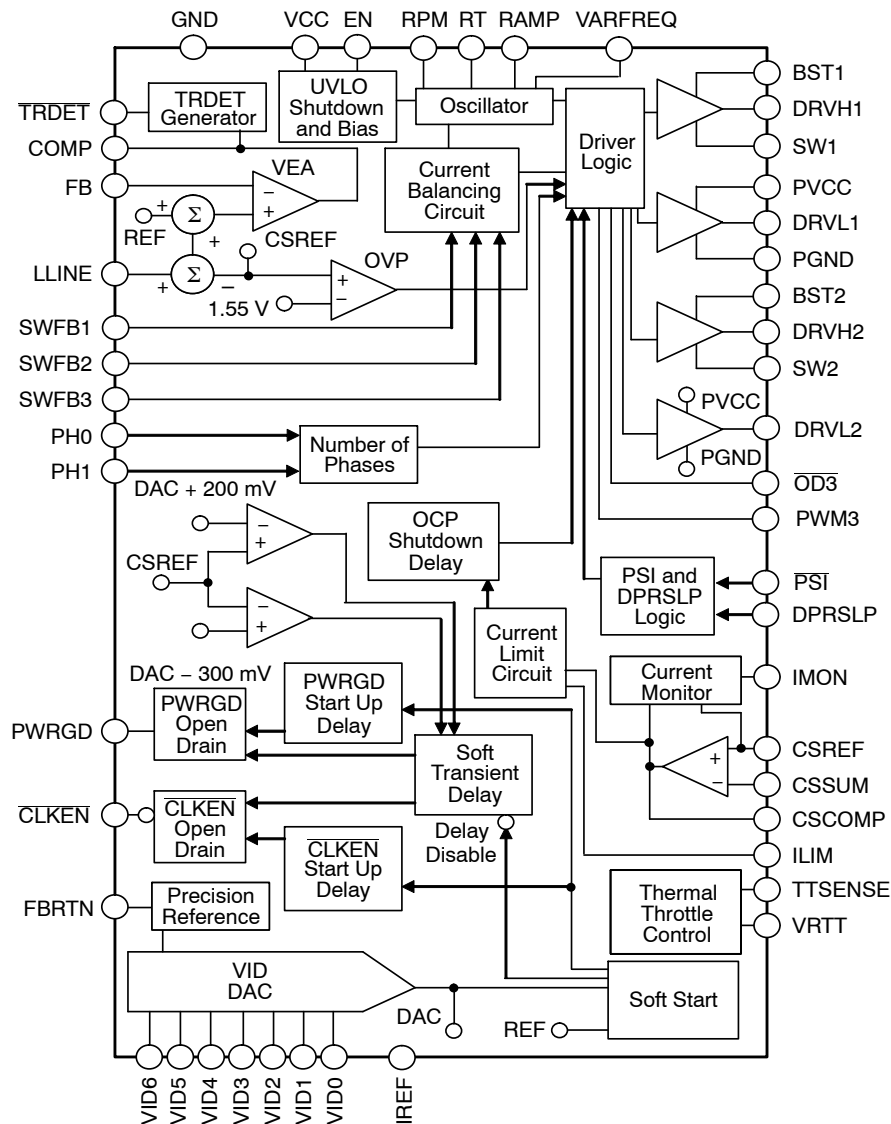 GND
VCC
EN
RPM
RT
RAMP
VARFREQ
TRDET
TRDET
Generator
UVLO
Shutdown
and Bias
Oscillator
BST1
DRVH1
SW1
COMP
FB
VEA
−
+
Current
Balancing
Circuit
Driver
Logic
PVCC
DRVL1
PGND
+
Σ
REF
+
CSREF
LLINE
+
Σ
−
OVP
+
−
1.55 V
BST2
DRVH2
SW2
SWFB1
SWFB2
SWFB3
PH0
PH1
Number of
Phases
PVCC
DRVL2
PGND
OD3
PWM3
DAC + 200 mV
−
+
CSREF
−
+
DAC − 300 mV
OCP
Shutdown
Delay
PSI and
DPRSLP
Logic
PSI
DPRSLP
Current
Limit
Circuit
Current
Monitor
IMON
PWRGD
PWRGD
Open
Drain
PWRGD
Start Up
Delay
Soft
Transient
Delay
+
−
CSREF
CSSUM
CSCOMP
ILIM
CLKEN
CLKEN
Open
Drain
CLKEN
Start Up
Delay
Delay
Disable
FBRTN
Precision
Reference
Thermal
Throttle
Control
TTSENSE
VRTT
VID
DAC
DAC
REF
Soft Start
VID6
VID5
VID4
VID3
VID2
VID1
VID0
IREF